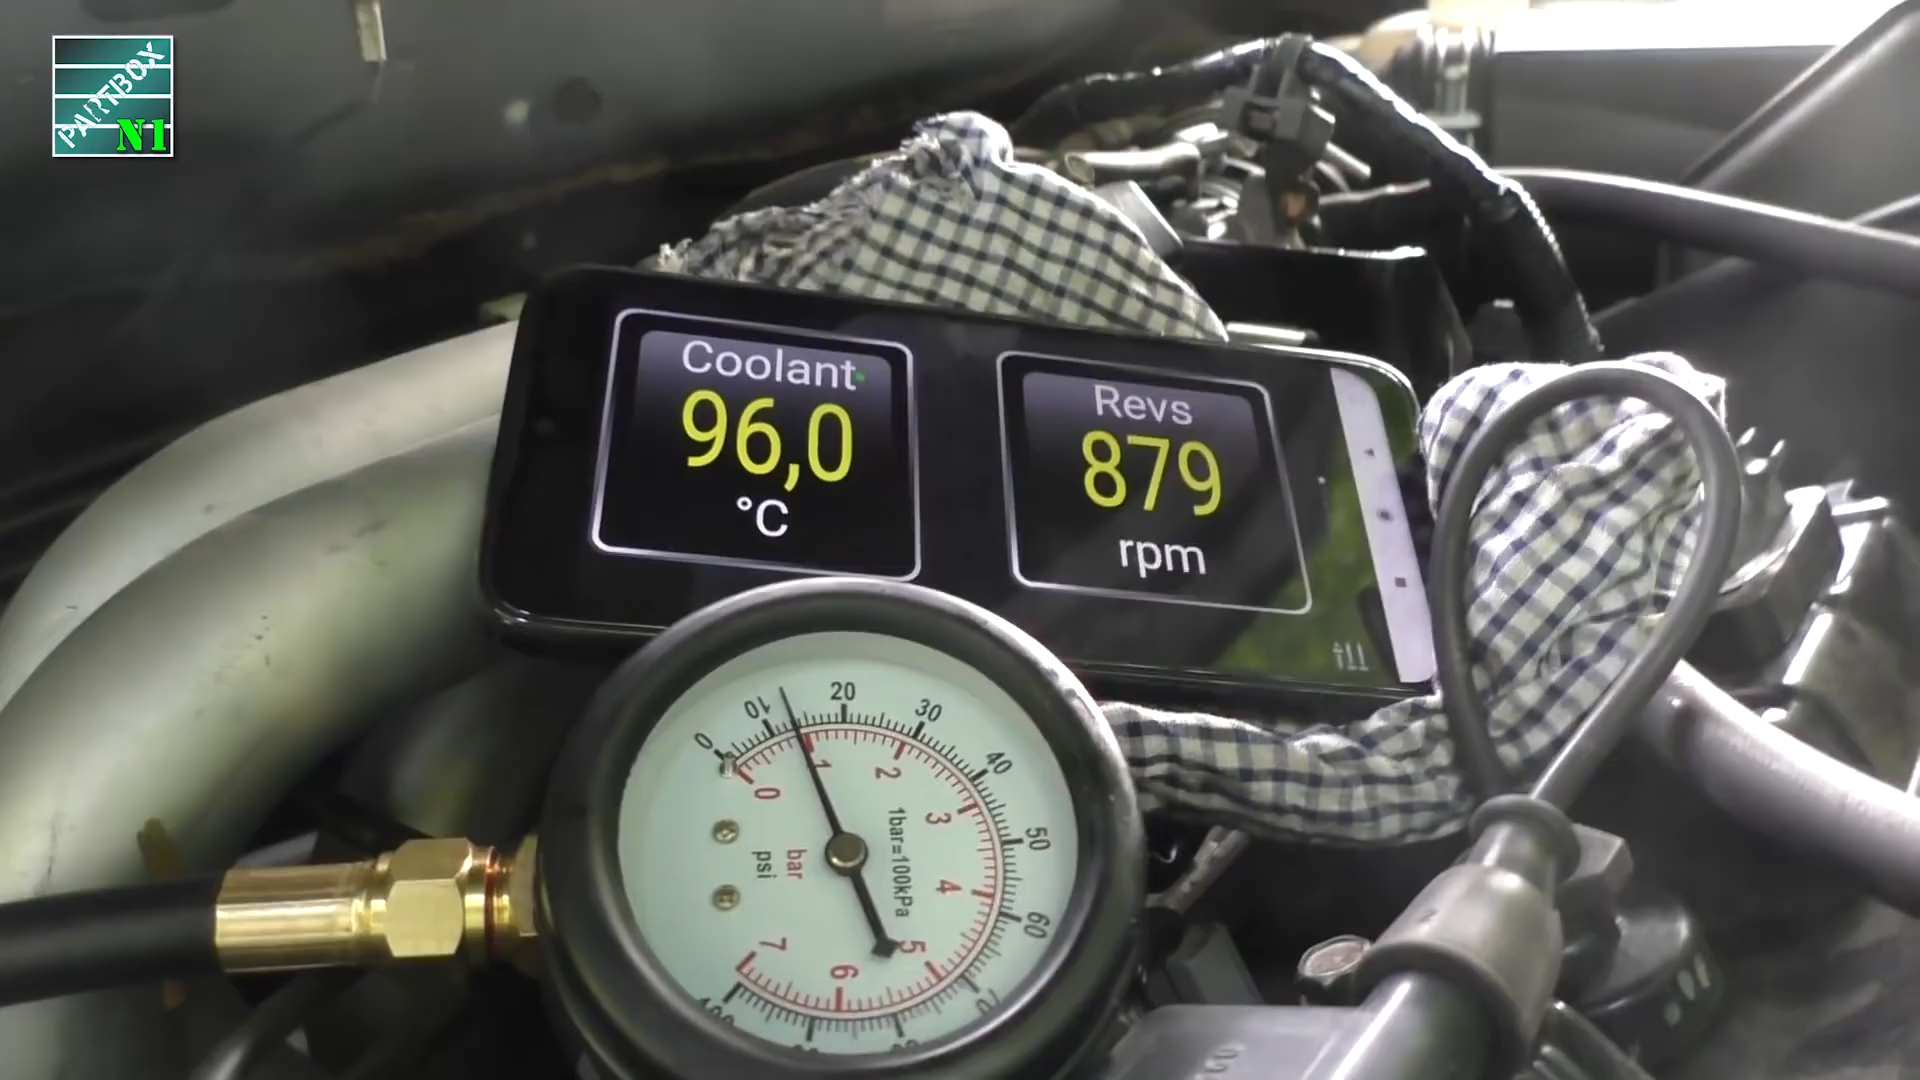 PARTBOX
N1
Coolant
96,0
°C
Revs
879
rpm
0 10 20 30 40 50 60 70
0 1 2 3 4 5 6 7
1bar=100kPa
bar
psi